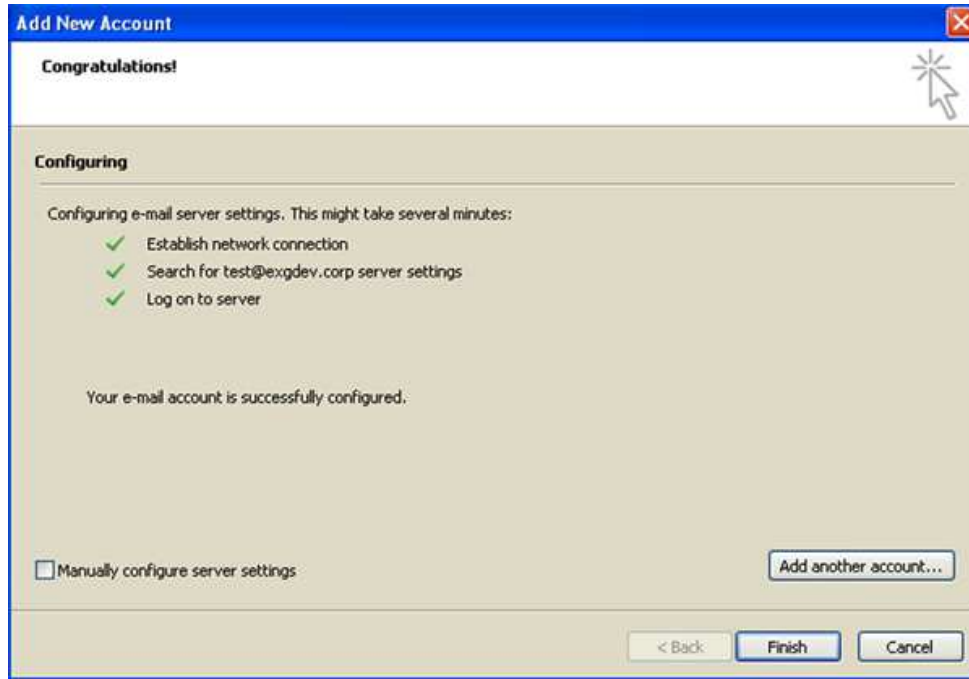 Add New Account
Congratulations!
Configuring
Configuring e-mail server settings. This might take several minutes:
Establish network connection
Search for test@exgdev.corp server settings
Log on to server
Your e-mail account is successfully configured.
Manually configure server settings
Add another account...
< Back Finish Cancel